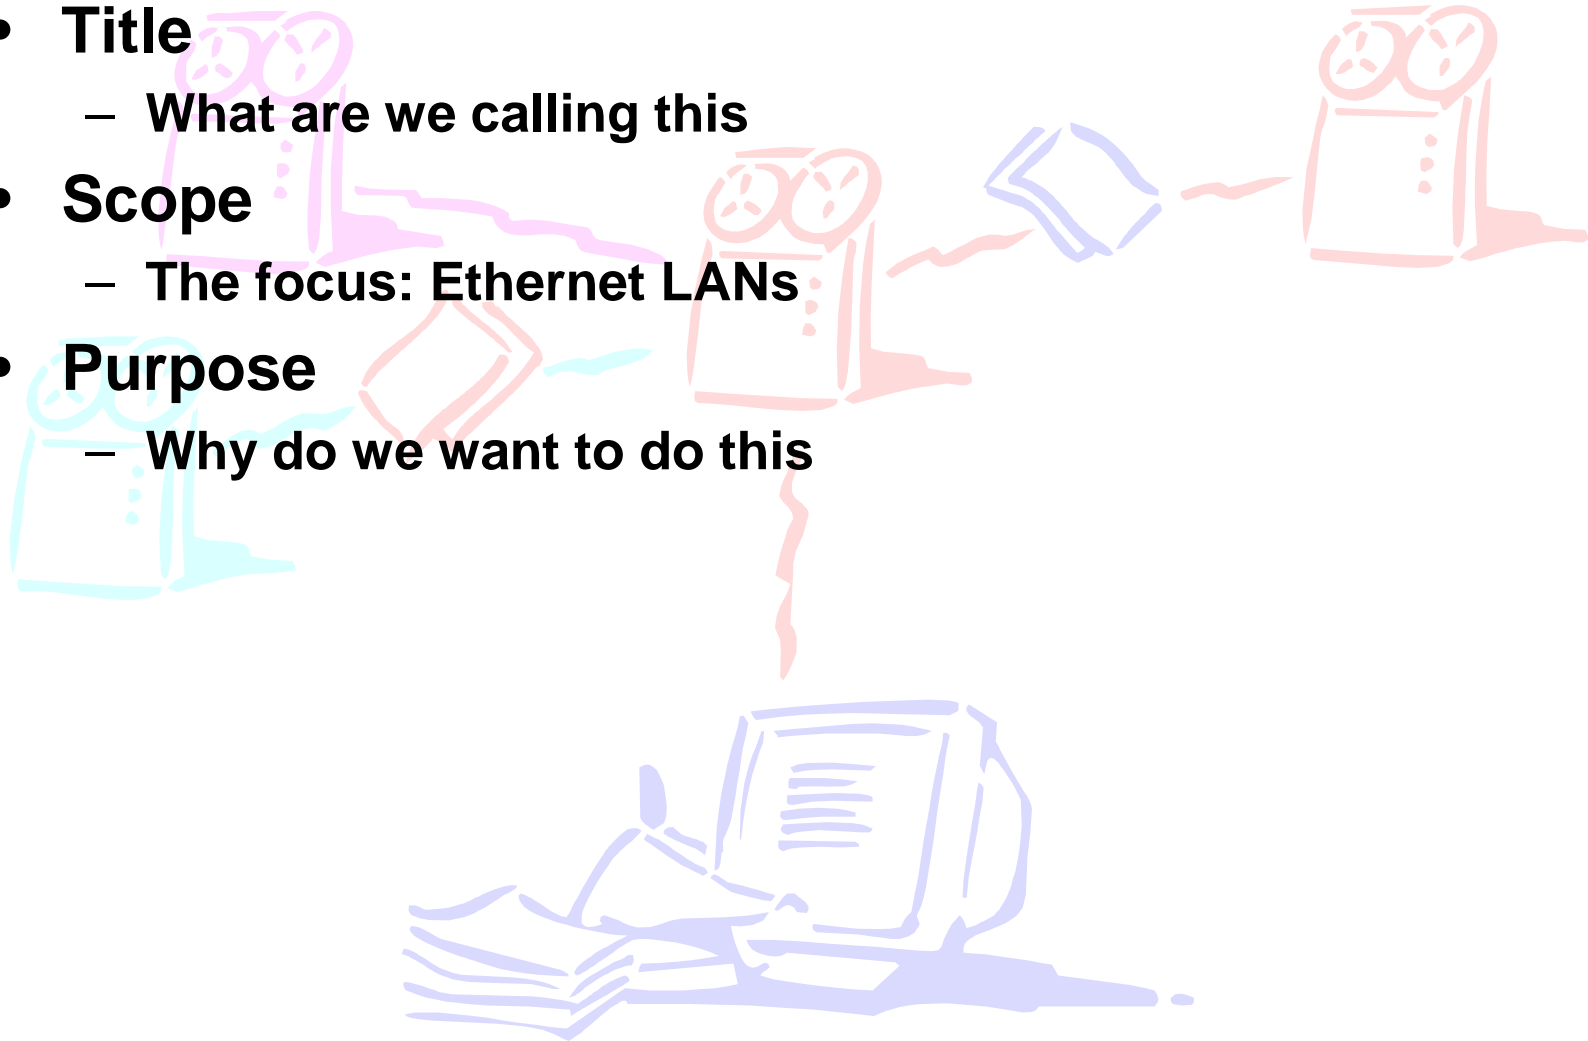 • Title
– What are we calling this
• Scope
– The focus: Ethernet LANs
• Purpose
– Why do we want to do this